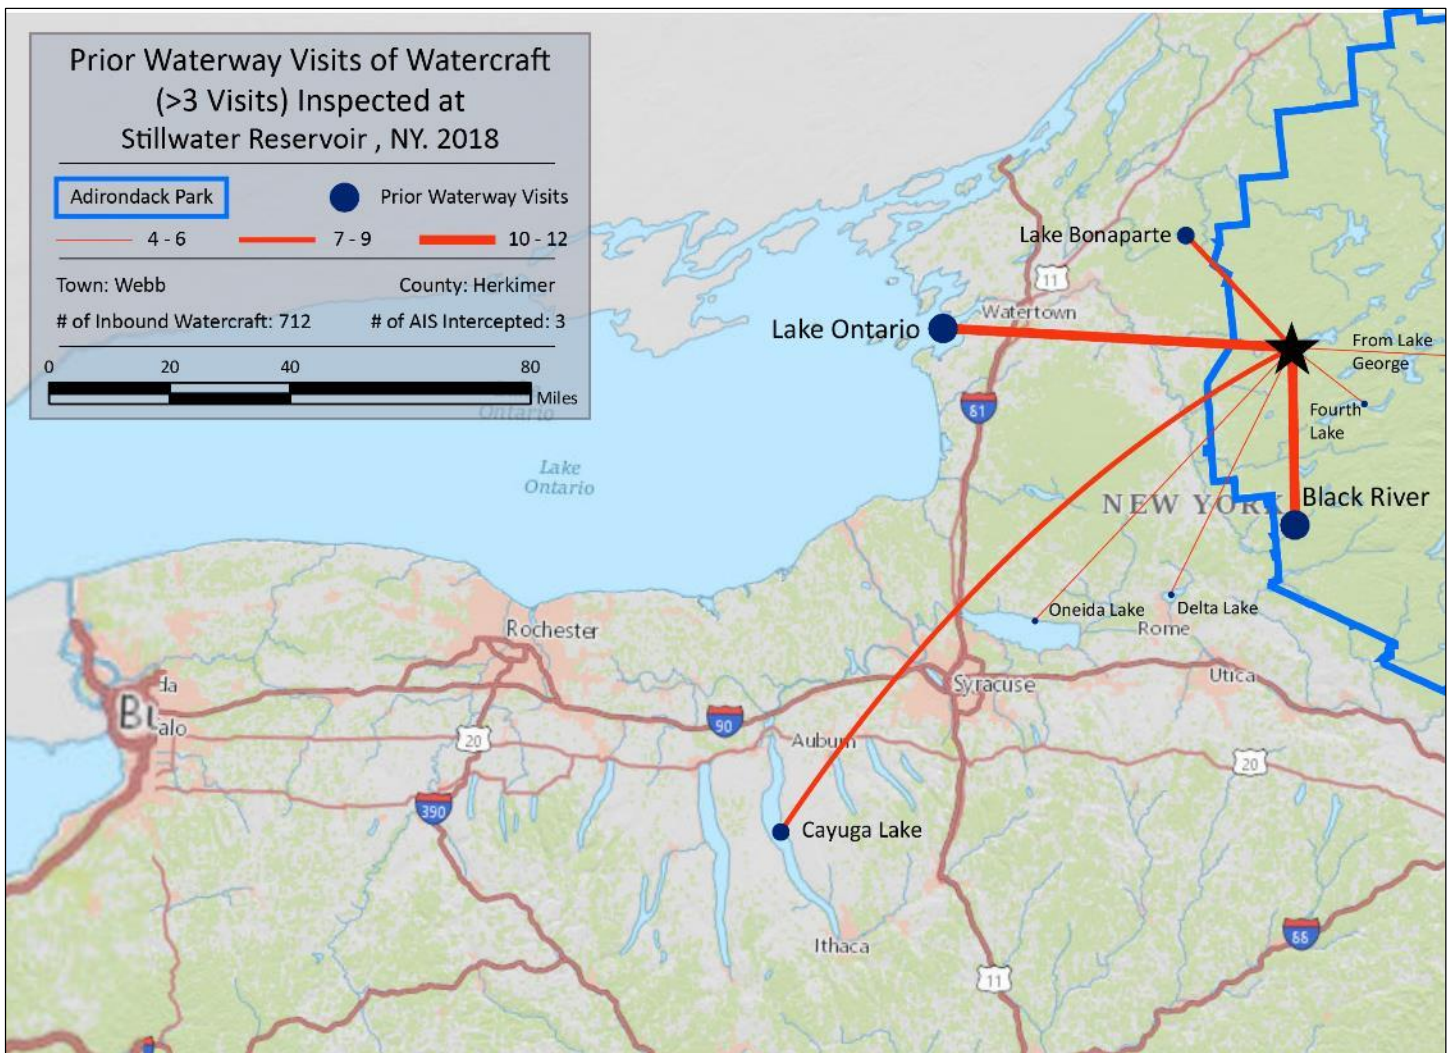 Prior Waterway Visits of Watercraft
(>3 Visits) Inspected at
Stillwater Reservoir , NY. 2018
Adirondack Park
Prior Waterway Visits
4 - 6
7 - 9
10 - 12
Town: Webb
County: Herkimer
# of Inbound Watercraft: 712
# of AIS Intercepted: 3
0 20 40 80
Miles
Ontario
Lake Bonaparte
11
Watertown
Lake Ontario
From Lake
George
81
Fourth
Lake
Lake
Ontario
NEW YORK
Black River
Oneida Lake
Delta Lake
Rome
Rochester
Utica
Syracuse
da
Bu
alo
90
20
Auburn
20
390
Cayuga Lake
Ithaca
88
11